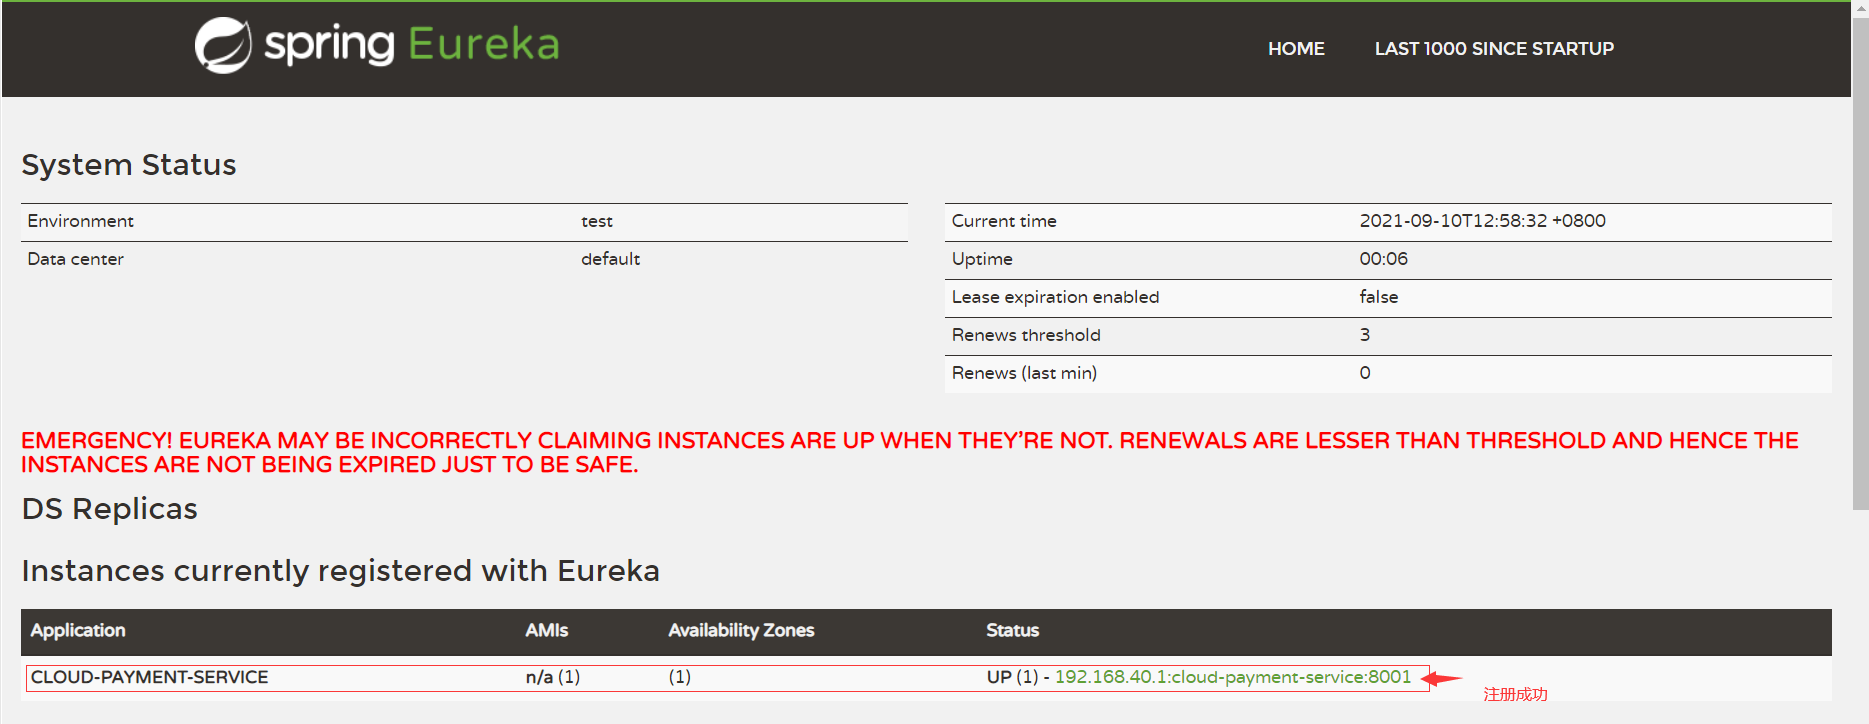 spring Eureka
HOME LAST 1000 SINCE STARTUP
System Status
Environment test
Data center default
Current time 2021-09-10T12:58:32 +0800
Uptime 00:06
Lease expiration enabled false
Renews threshold 3
Renews (last min) 0
EMERGENCY! EUREKA MAY BE INCORRECTLY CLAIMING INSTANCES ARE UP WHEN THEY'RE NOT. RENEWALS ARE LESSER THAN THRESHOLD AND HENCE THE
INSTANCES ARE NOT BEING EXPIRED JUST TO BE SAFE.
DS Replicas
Instances currently registered with Eureka
Application AMIs Availability Zones Status
CLOUD-PAYMENT-SERVICE n/a (1) (1) UP (1) - 192.168.40.1:cloud-payment-service:8001
注册成功